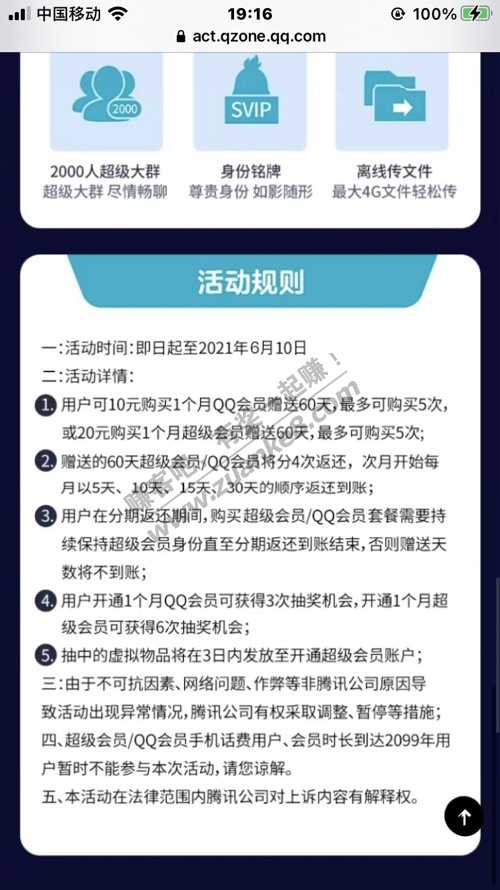 中国移动
19:16
100%
act.qzone.qq.com
2000
SVIP
2000人超级大群
身份铭牌
离线传文件
超级大群 尽情畅聊
尊贵身份 如影随形
最大4G文件轻松传
活动规则
一:活动时间:即日起至2021年6月10日
二:活动详情:
1. 用户可10元购买1个月QQ会员赠送60天,最多可购买5次,
或20元购买1个月超级会员赠送60天,最多可购买5次;
2. 赠送的60天超级会员/QQ会员将分4次返还，次月开始每
月以5天、10天、15天、30天的顺序返还到账；
3. 用户在分期返还期间,购买超级会员/QQ会员套餐需要持
续保持超级会员身份直至分期返还到账结束,否则赠送天
数将不到账；
4. 用户开通1个月QQ会员可获得3次抽奖机会,开通1个月超
级会员可获得6次抽奖机会；
5. 抽中的虚拟物品将在3日内发放至开通超级会员账户；
三:由于不可抗因素、网络问题、作弊等非腾讯公司原因导
致活动出现异常情况,腾讯公司有权采取调整、暂停等措施；
四、超级会员/QQ会员手机话费用户、会员时长到达2099年用
户暂时不能参与本次活动,请您谅解。
五、本活动在法律范围内腾讯公司对上诉内容有解释权。
赚客吧，有奖一起赚！
www.zuanke8.com